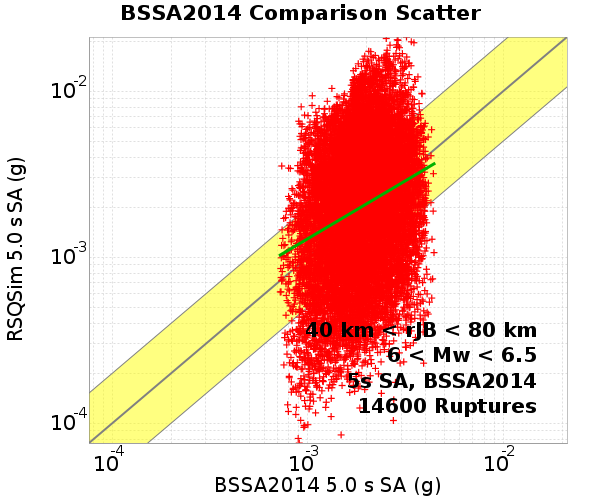 BSSA2014 Comparison Scatter
RSQSim 5.0 s SA (g)
10⁻²
10⁻³
10⁻⁴
40 km < rJB < 80 km
6 < Mw < 6.5
5s SA, BSSA2014
14600 Ruptures
10⁻⁴ 10⁻³ 10⁻²
BSSA2014 5.0 s SA (g)